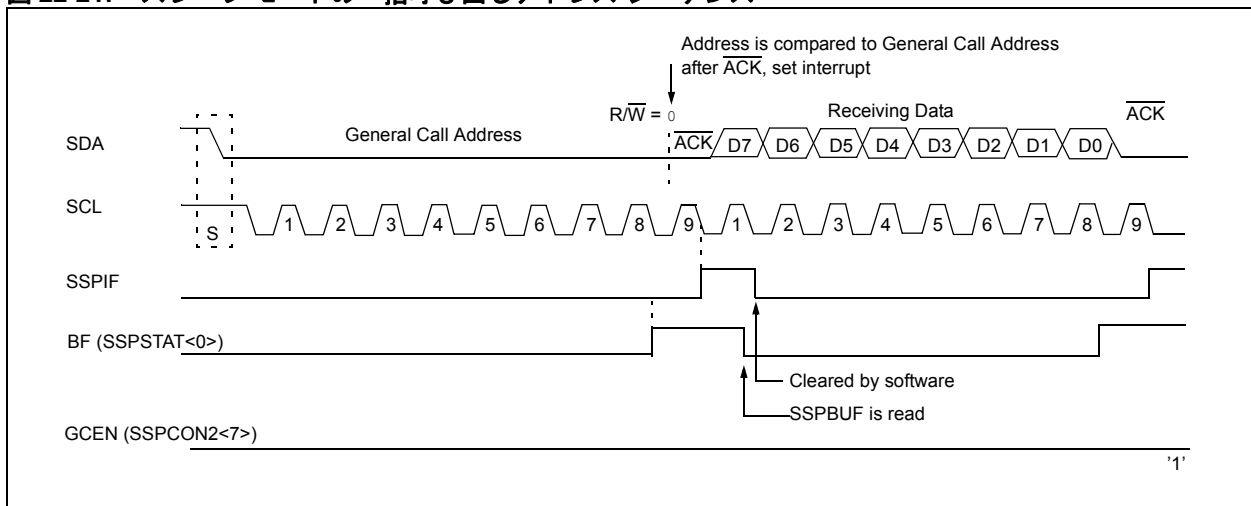 Address is compared to General Call Address
after ACK, set interrupt
R/W = 0
Receiving Data
ACK
SDA
General Call Address
ACK
D7 D6 D5 D4 D3 D2 D1 D0
SCL
S
1 2 3 4 5 6 7 8 9 1 2 3 4 5 6 7 8 9
SSPIF
BF (SSPSTAT<0>)
Cleared by software
SSPBUF is read
GCEN (SSPCON2<7>)
'1'